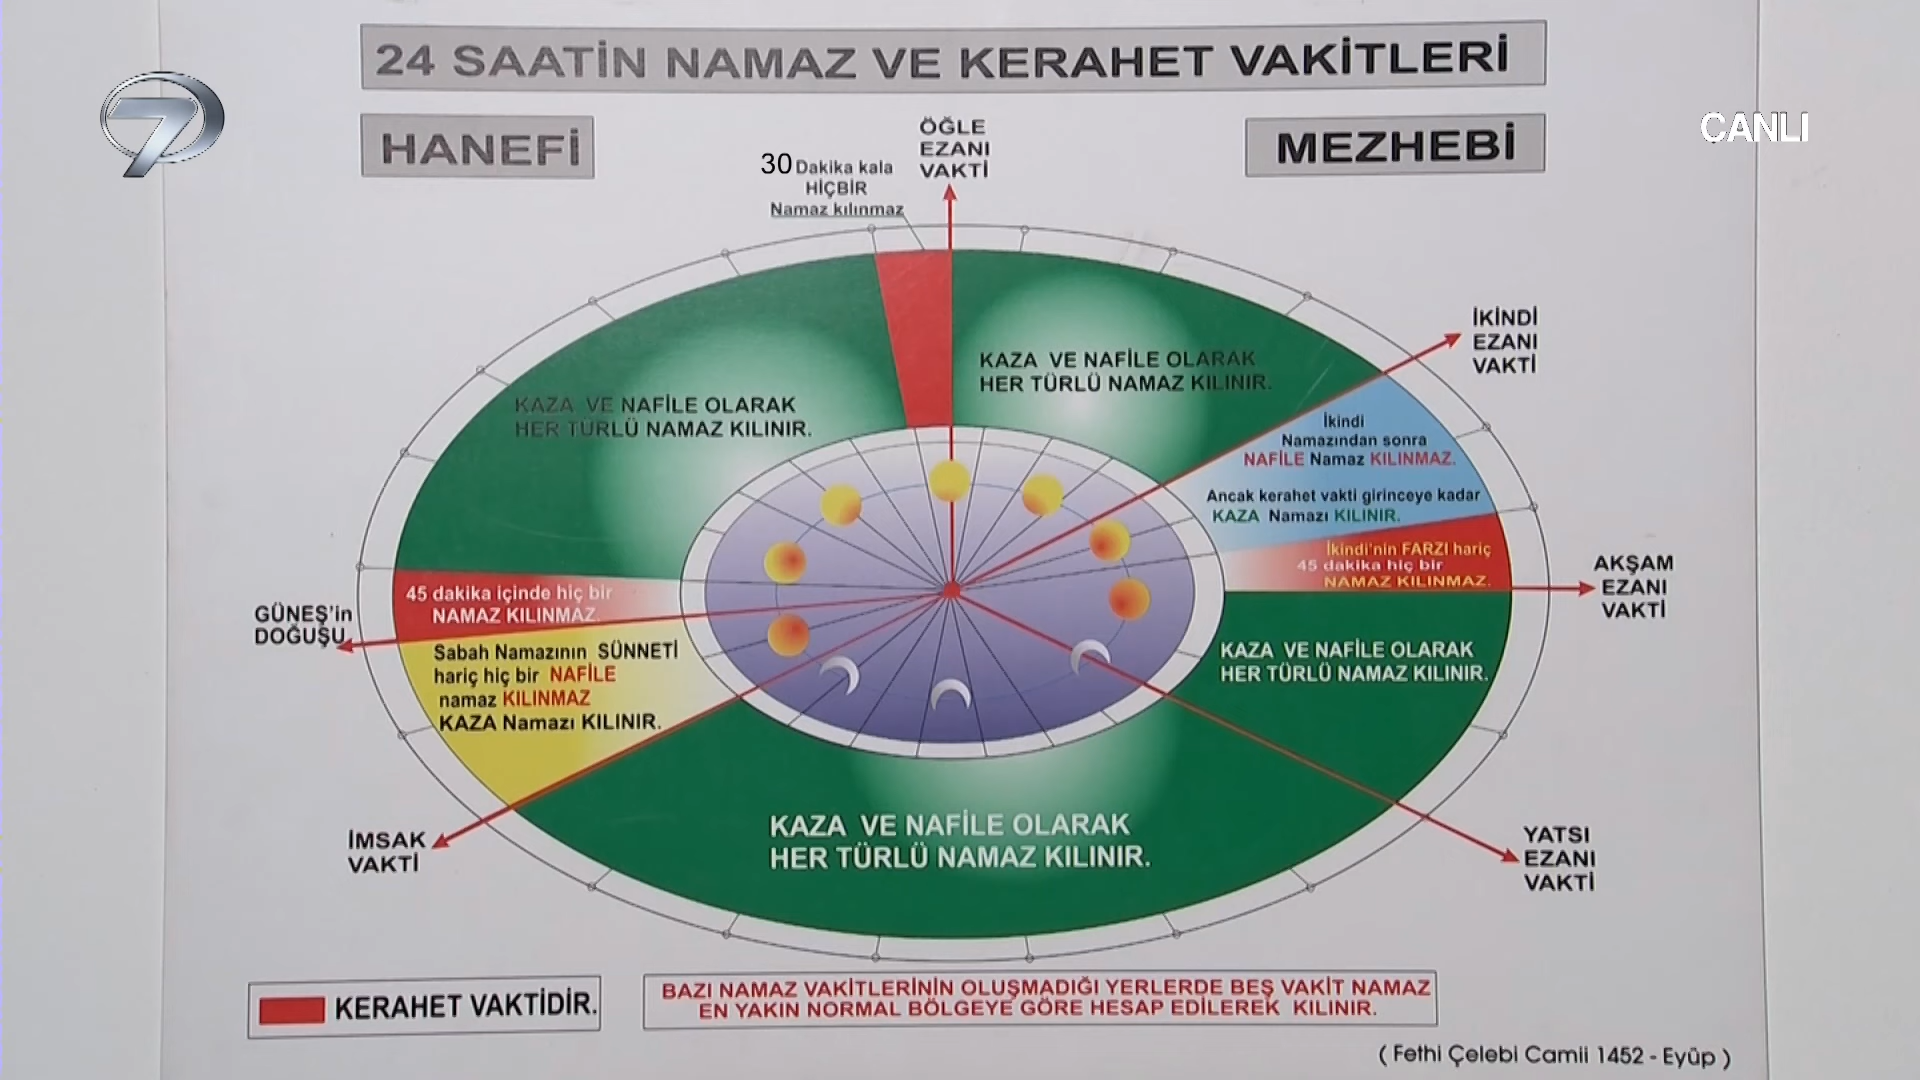 24 SAATİN NAMAZ VE KERAHET VAKİTLERİ
7
CANLI
HANEFİ
MEZHEBİ
ÖĞLE
EZANI
VAKTİ
30 Dakika kala
HİÇBİR
Namaz kılınmaz
İKİNDİ
EZANI
VAKTİ
KAZA VE NAFİLE OLARAK
HER TÜRLÜ NAMAZ KILINIR.
KAZA VE NAFİLE OLARAK
HER TÜRLÜ NAMAZ KILINIR.
İkindi
Namazından sonra
NAFİLE Namaz KILINMAZ.
Ancak kerahet vakti girinceye kadar
KAZA Namazı KILINIR.
İkindi'nin FARZI hariç
45 dakika hiç bir
NAMAZ KILINMAZ.
AKŞAM
EZANI
VAKTİ
45 dakika içinde hiç bir
NAMAZ KILINMAZ.
GÜNEŞ'in
DOĞUŞU
Sabah Namazının SÜNNETİ
hariç hiç bir NAFİLE
namaz KILINMAZ
KAZA Namazı KILINIR.
KAZA VE NAFİLE OLARAK
HER TÜRLÜ NAMAZ KILINIR.
İMSAK
VAKTİ
KAZA VE NAFİLE OLARAK
HER TÜRLÜ NAMAZ KILINIR.
YATSI
EZANI
VAKTİ
KERAHET VAKTİDİR.
BAZI NAMAZ VAKİTLERİNİN OLUŞMADIĞI YERLERDE BEŞ VAKİT NAMAZ
EN YAKIN NORMAL BÖLGEYE GÖRE HESAP EDİLEREK KILINIR.
( Fethi Çelebi Camii 1452 - Eyüp )